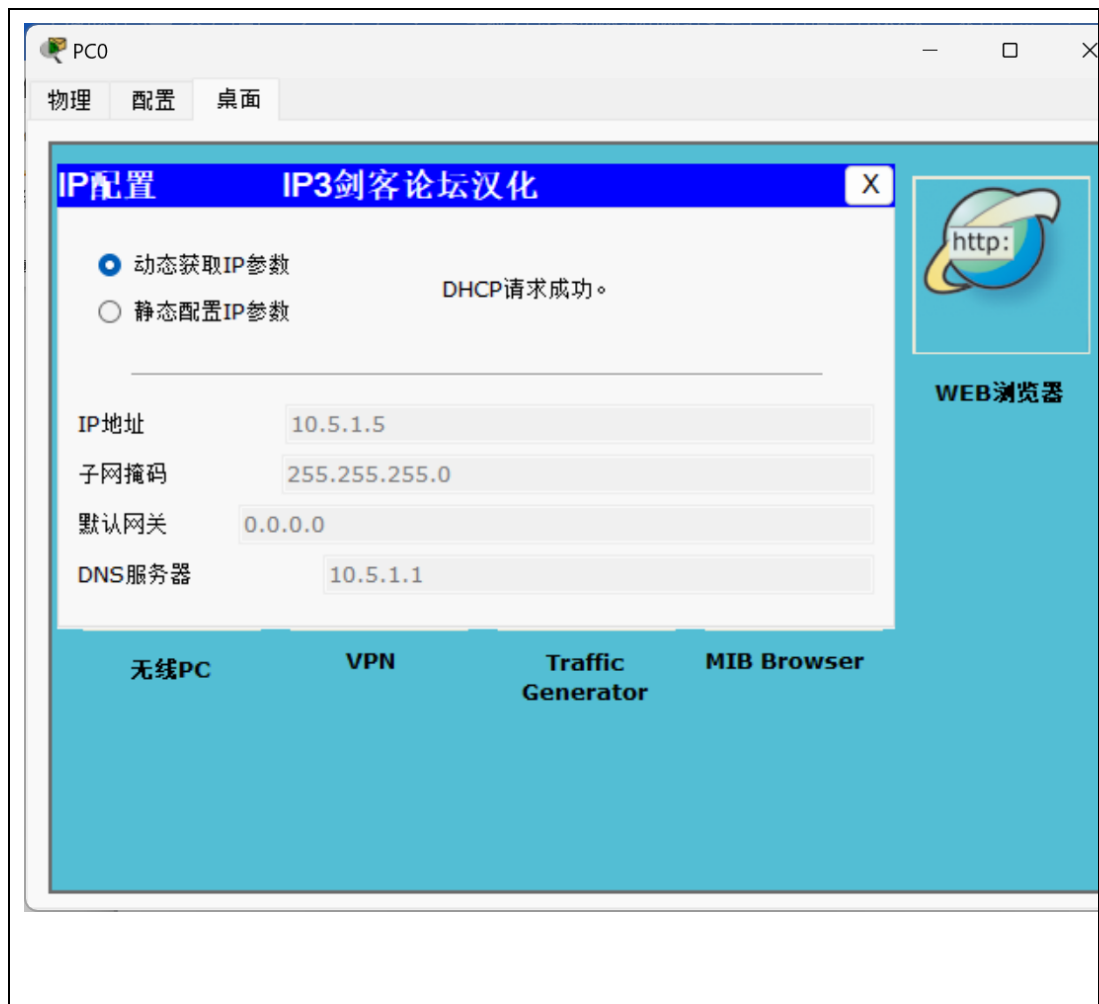 PC0
物理 配置 桌面
IP配置 IP3剑客论坛汉化 X
http:
动态获取IP参数
DHCP请求成功。
静态配置IP参数
WEB浏览器
IP地址 10.5.1.5
子网掩码 255.255.255.0
默认网关 0.0.0.0
DNS服务器 10.5.1.1
无线PC VPN Traffic Generator MIB Browser